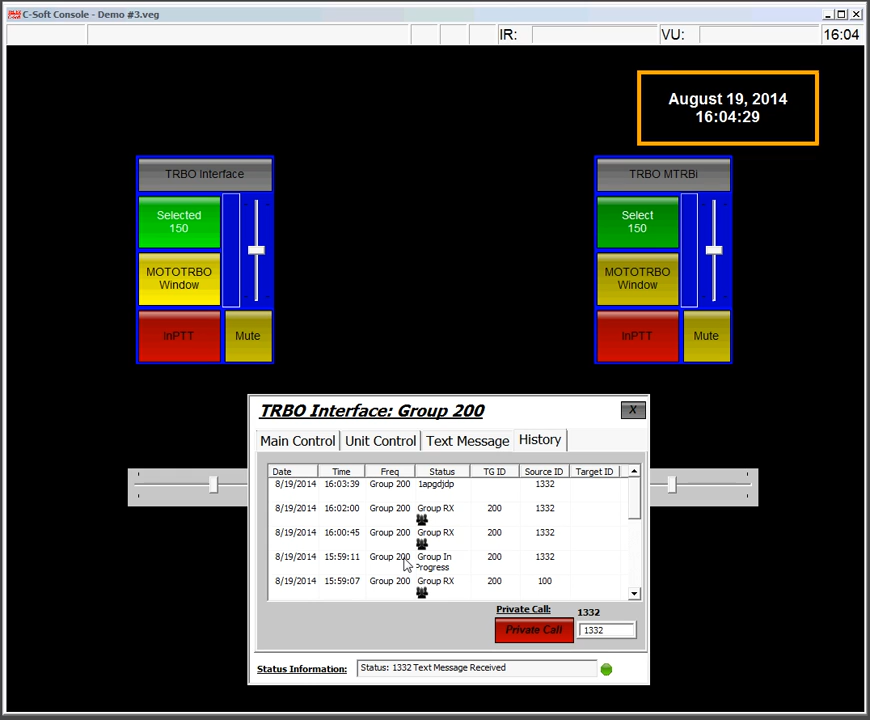 C-Soft Console - Demo #3.veg
IR:
VU:
16:04
August 19, 2014
16:04:29
TRBO Interface
Selected
150
MOTOTRBO
Window
InPTT
Mute
TRBO MTRBi
Select
150
MOTOTRBO
Window
InPTT
Mute
TRBO Interface: Group 200
X
Main Control Unit Control Text Message History
Date Time Freq Status TG ID Source ID Target ID
8/19/2014 16:03:39 Group 200 1apgdjdp 1332
8/19/2014 16:02:00 Group 200 Group RX 200 1332
8/19/2014 16:00:45 Group 200 Group RX 200 1332
8/19/2014 15:59:11 Group 200 Group In Progress 200 1332
8/19/2014 15:59:07 Group 200 Group RX 200 100
Private Call: 1332
Private Call 1332
Status Information: Status: 1332 Text Message Received